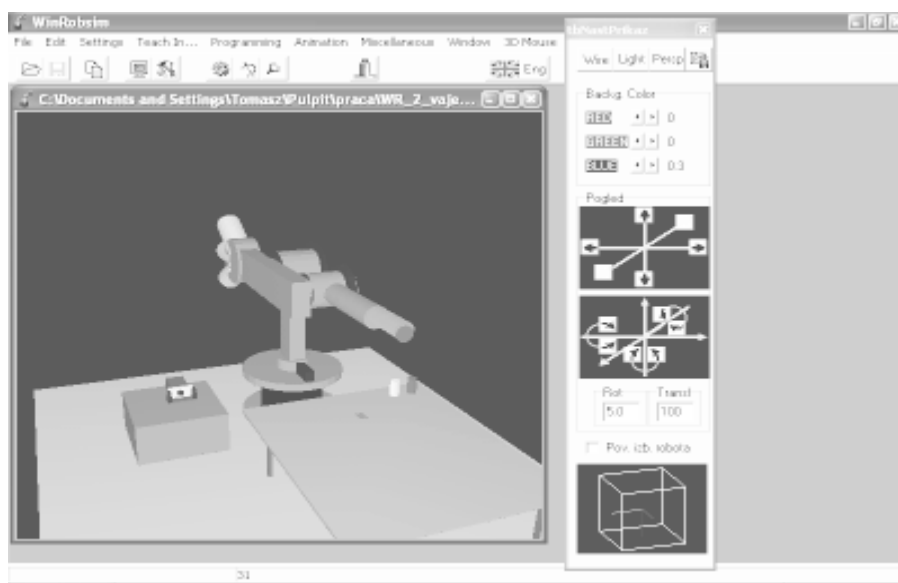 WinRobsim
File Edit Settings Teach In... Programming Animation Miscellaneous Window 3D Mouse
Eng
C:\Documents and Settings\Tomasz\Pulpit\praca\WR_2_vaje...
Wire Light Persp
Backg. Color
RED 0
GREEN 0
BLUE 0.3
Pogled
Rot Transl
5.0 100
Pov. izb. robota
31